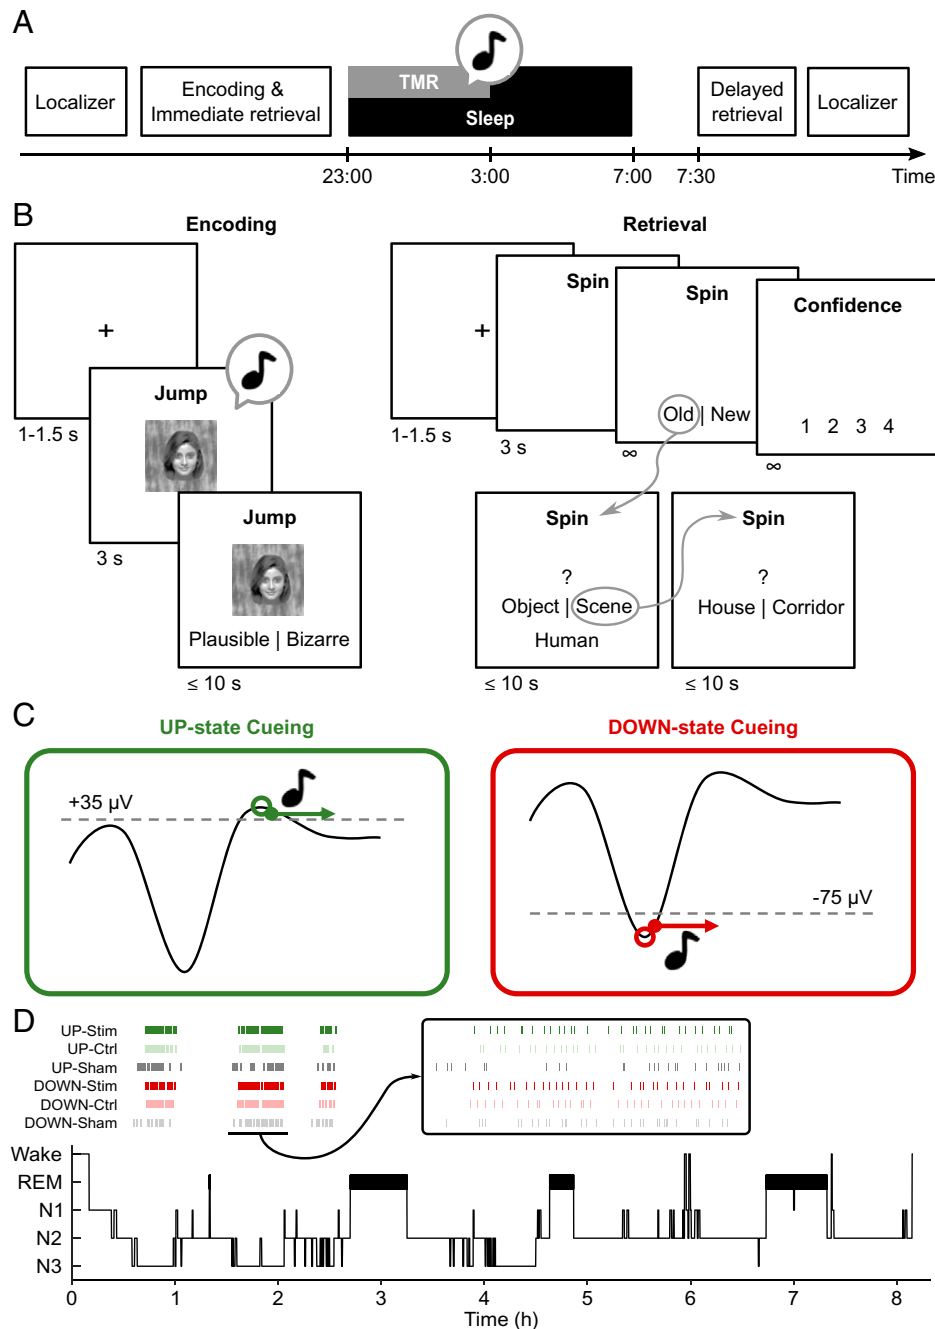 A
Localizer
Encoding &
Immediate retrieval
TMR
Sleep
Delayed
retrieval
Localizer
23:00
3:00
7:00
7:30
Time
B
Encoding
Retrieval
+
1-1.5 s
Jump
3 s
Jump
Plausible | Bizarre
≤ 10 s
+
1-1.5 s
Spin
3 s
Spin
Old | New
∞
Confidence
1 2 3 4
∞
Spin
?
Object | Scene
Human
≤ 10 s
Spin
?
House | Corridor
≤ 10 s
C
UP-state Cueing
+35 µV
DOWN-state Cueing
-75 µV
D
UP-Stim
UP-Ctrl
UP-Sham
DOWN-Stim
DOWN-Ctrl
DOWN-Sham
Wake
REM
N1
N2
N3
0 1 2 3 4 5 6 7 8
Time (h)